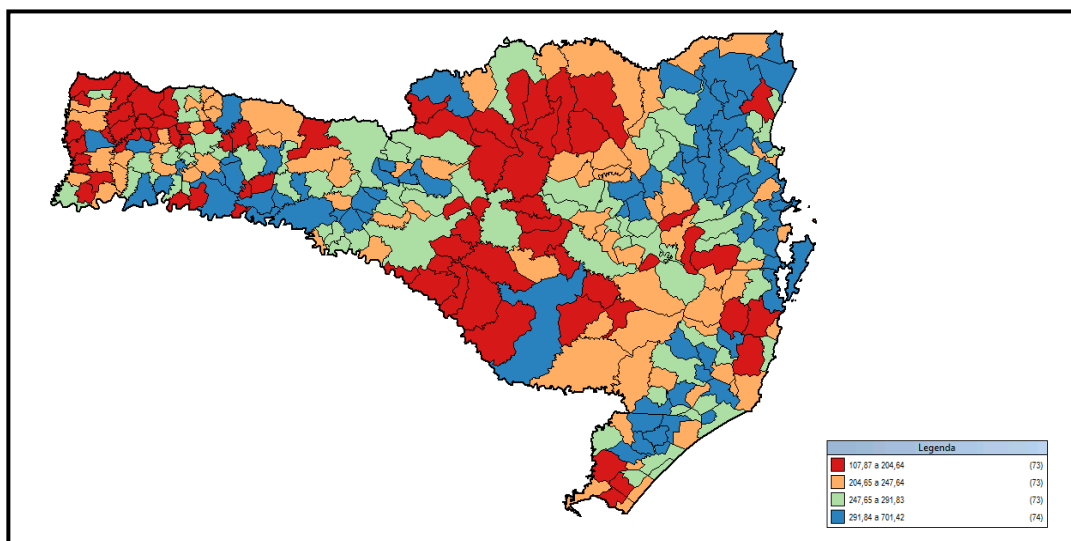 Legenda
107,87 a 204,64 (73)
204,65 a 247,64 (73)
247,65 a 291,83 (73)
291,84 a 701,42 (74)